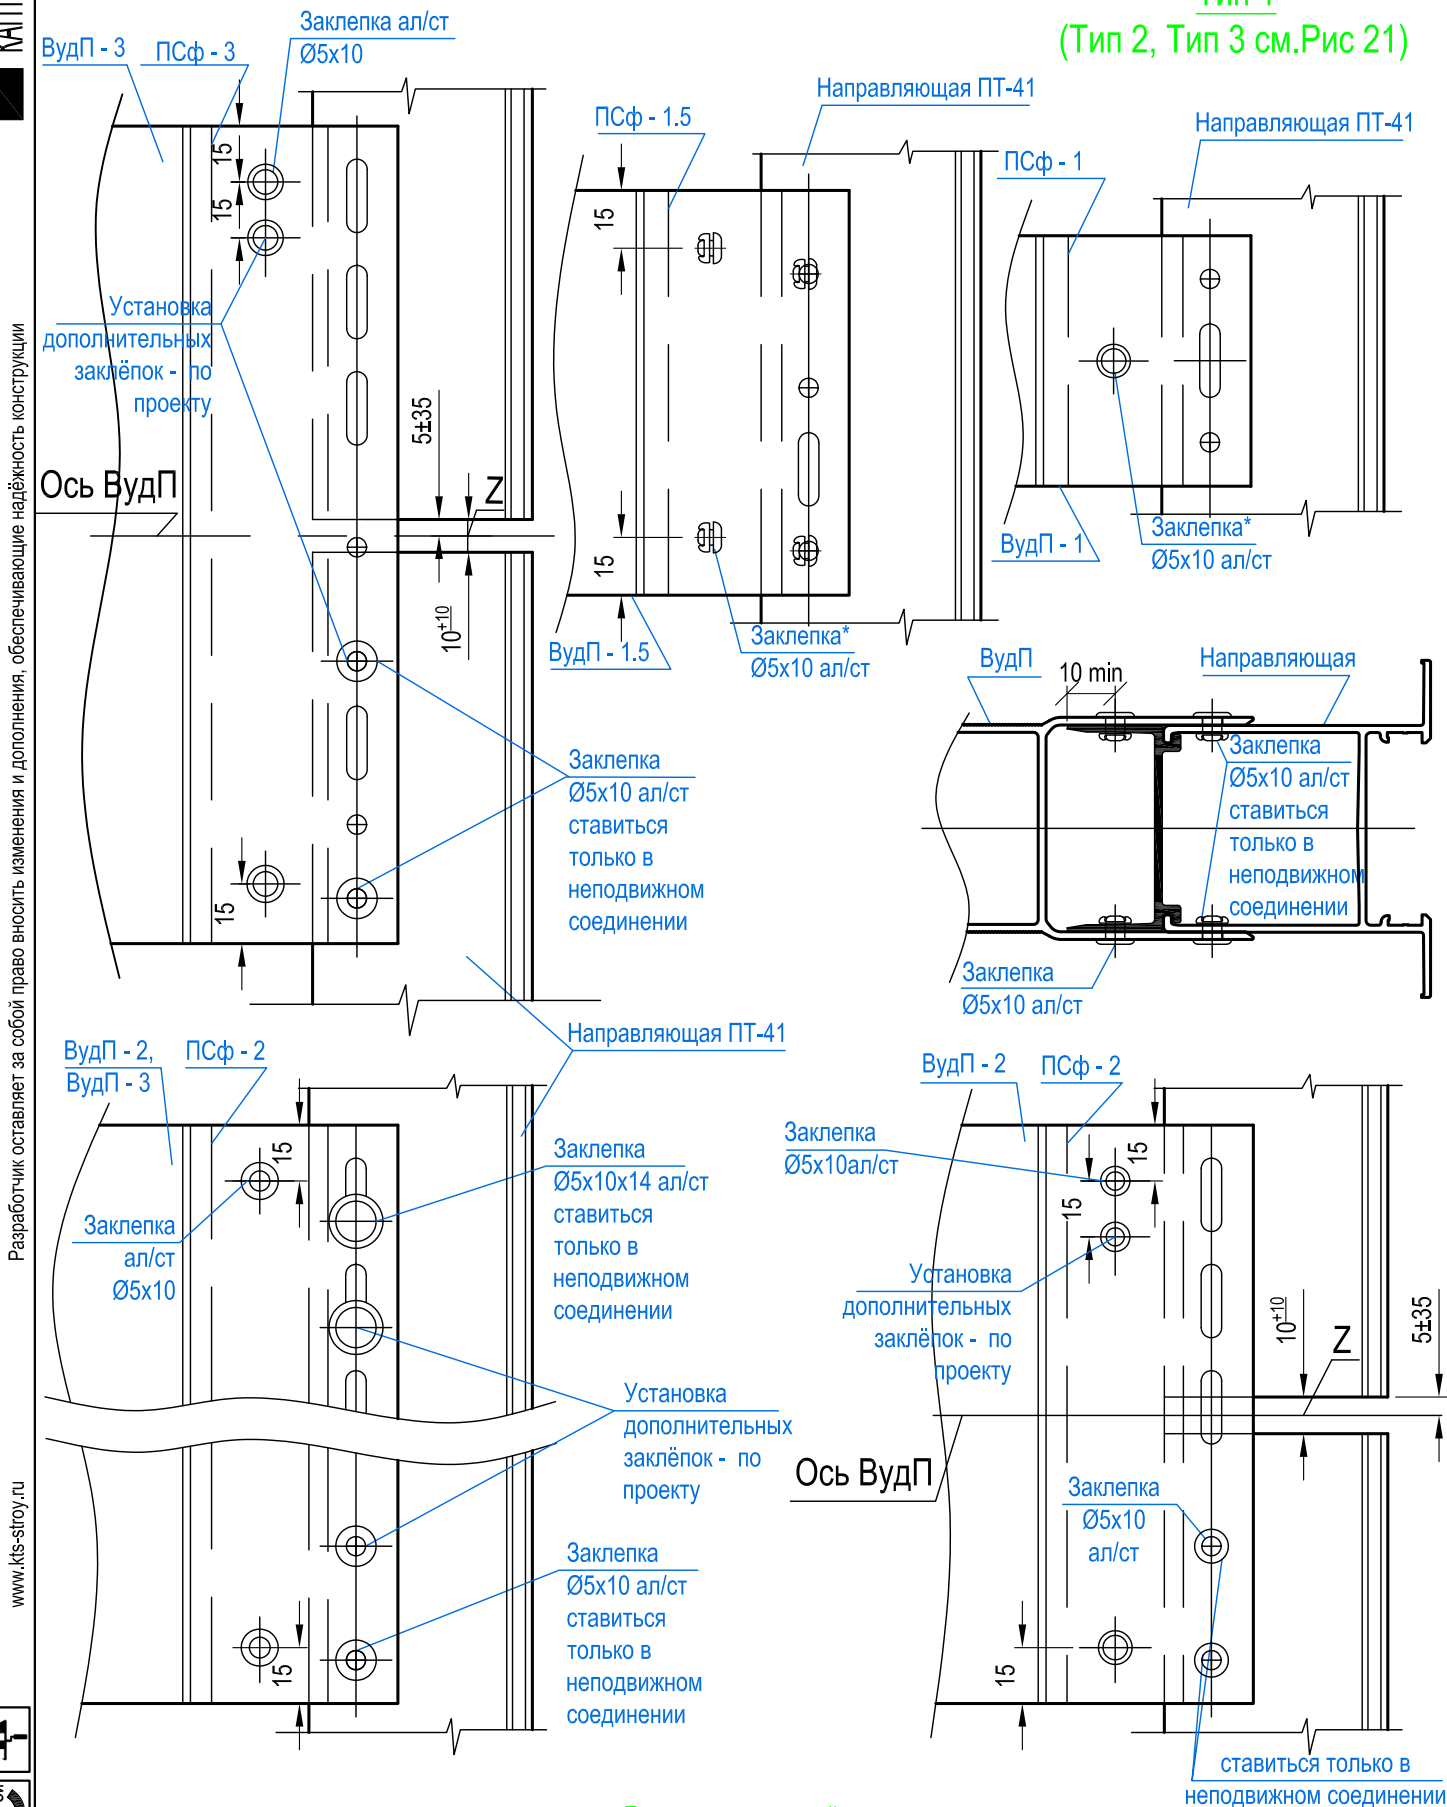 (Тип 2, Тип 3 см.Рис 21)
ВудП - 3
ПСф - 3
Заклепка ал/ст
Ø5х10
15
15
Установка
дополнительных
заклёпок - по
проекту
Ось ВудП
5±35
Z
10⁺¹⁰
15
Заклепка
Ø5х10 ал/ст
ставиться
только в
неподвижном
соединении
Направляющая ПТ-41
ПСф - 1.5
Направляющая ПТ-41
15
15
ВудП - 1.5
Заклепка*
Ø5х10 ал/ст
Направляющая ПТ-41
ПСф - 1
ВудП - 1
Заклепка*
Ø5х10 ал/ст
ВудП
10 min
Направляющая
Заклепка
Ø5х10 ал/ст
ставиться
только в
неподвижном
соединении
Заклепка
Ø5х10 ал/ст
ВудП - 2,
ВудП - 3
ПСф - 2
15
Заклепка
ал/ст
Ø5х10
Заклепка
Ø5х10х14 ал/ст
ставиться
только в
неподвижном
соединении
Установка
дополнительных
заклёпок - по
проекту
Заклепка
Ø5х10 ал/ст
ставиться
только в
неподвижном
соединении
15
ВудП - 2
ПСф - 2
Заклепка
Ø5х10ал/ст
15
15
Установка
дополнительных
заклёпок - по
проекту
10⁺¹⁰
Z
5±35
Ось ВудП
Заклепка
Ø5х10
ал/ст
15
ставиться только в
неподвижном соединении
Разработчик оставляет за собой право вносить изменения и дополнения, обеспечивающие надёжность конструкции
www.kts-stroy.ru